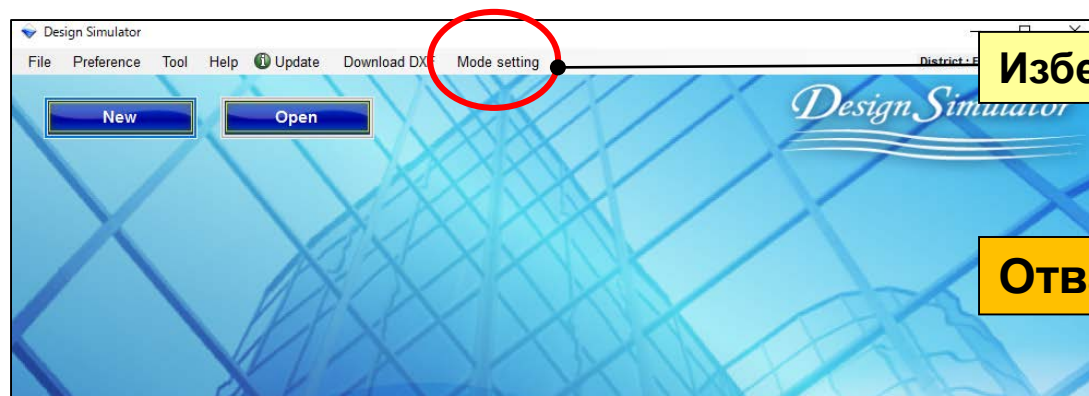 Design Simulator
File Preference Tool Help Update Download DXF Mode setting
District :
Избе
New Open
Design Simulator
Отв